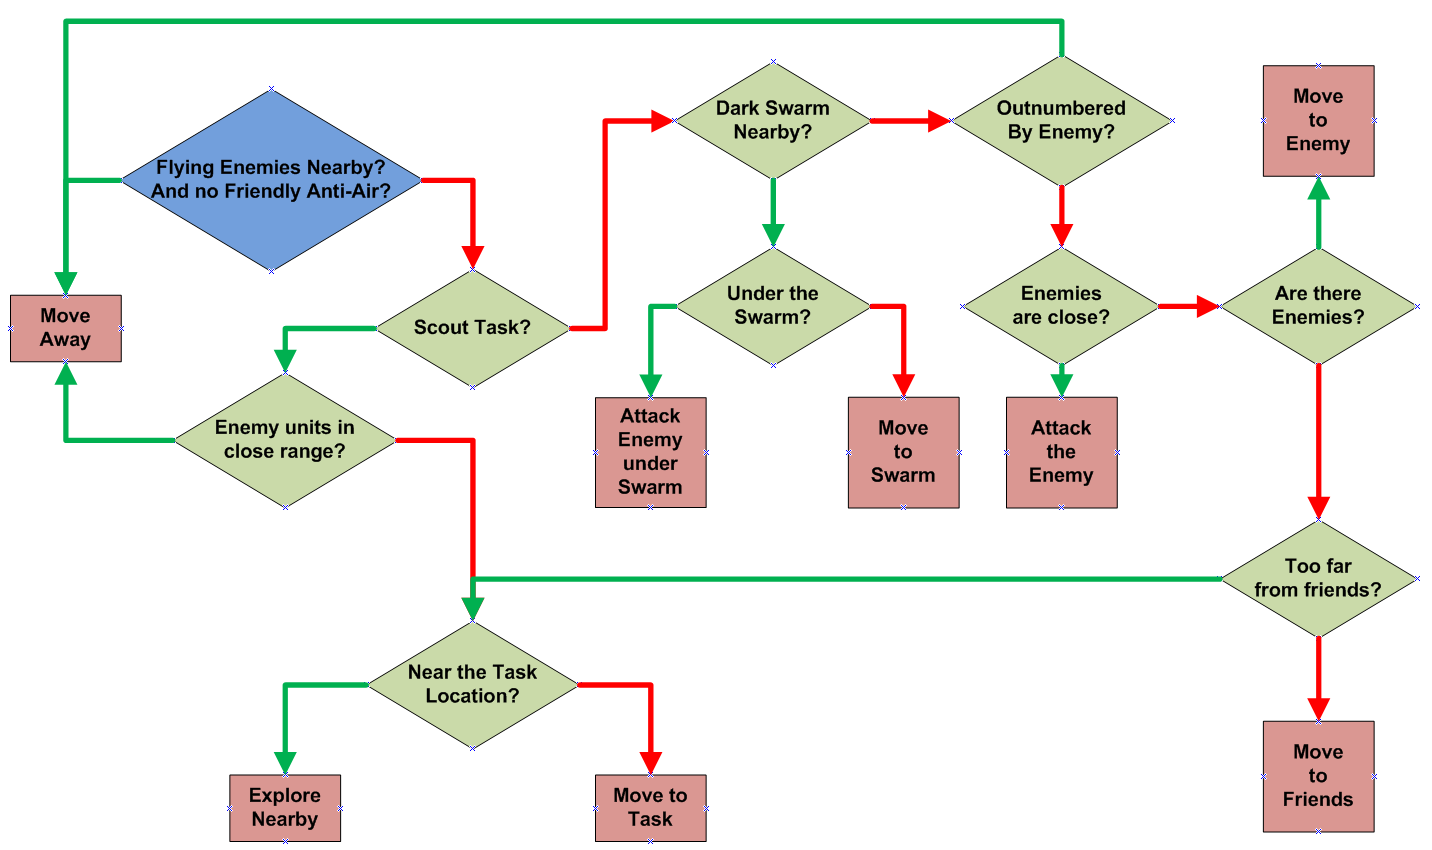 Flying Enemies Nearby?
And no Friendly Anti-Air?
Dark Swarm
Nearby?
Outnumbered
By Enemy?
Move
to
Enemy
Move
Away
Scout Task?
Under the
Swarm?
Enemies
are close?
Are there
Enemies?
Enemy units in
close range?
Attack
Enemy
under
Swarm
Move
to
Swarm
Attack
the
Enemy
Too far
from friends?
Near the Task
Location?
Explore
Nearby
Move to
Task
Move
to
Friends